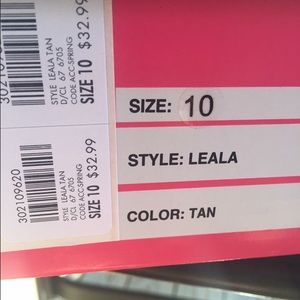 STYLE LEALA TAN
D/CL 67 6705
CODE ACC-SPRING
SIZE 10 $32.99
302109620
STYLE LEALA TAN
D/CL 67 6705
CODE ACC-SPRING
SIZE 10 $32.99
SIZE: 10
STYLE: LEALA
COLOR: TAN